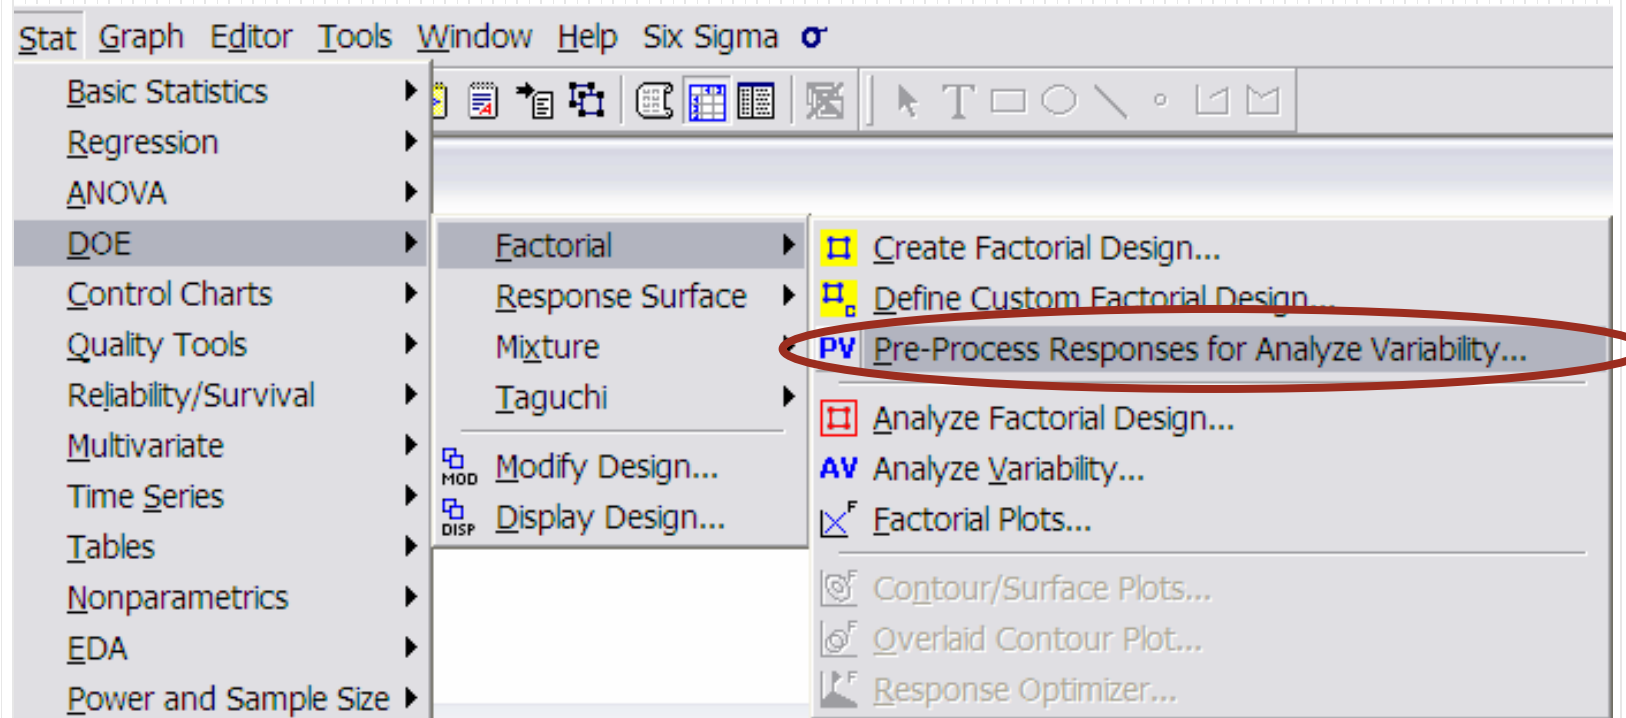 Stat Graph Editor Tools Window Help Six Sigma σ
Basic Statistics
Regression
ANOVA
DOE
Control Charts
Quality Tools
Reliability/Survival
Multivariate
Time Series
Tables
Nonparametrics
EDA
Power and Sample Size
Factorial
Response Surface
Mixture
Taguchi
MOD Modify Design...
DISP Display Design...
Create Factorial Design...
C Define Custom Factorial Design...
PV Pre-Process Responses for Analyze Variability...
Analyze Factorial Design...
AV Analyze Variability...
F Factorial Plots...
F Contour/Surface Plots...
F Overlaid Contour Plot...
F Response Optimizer...